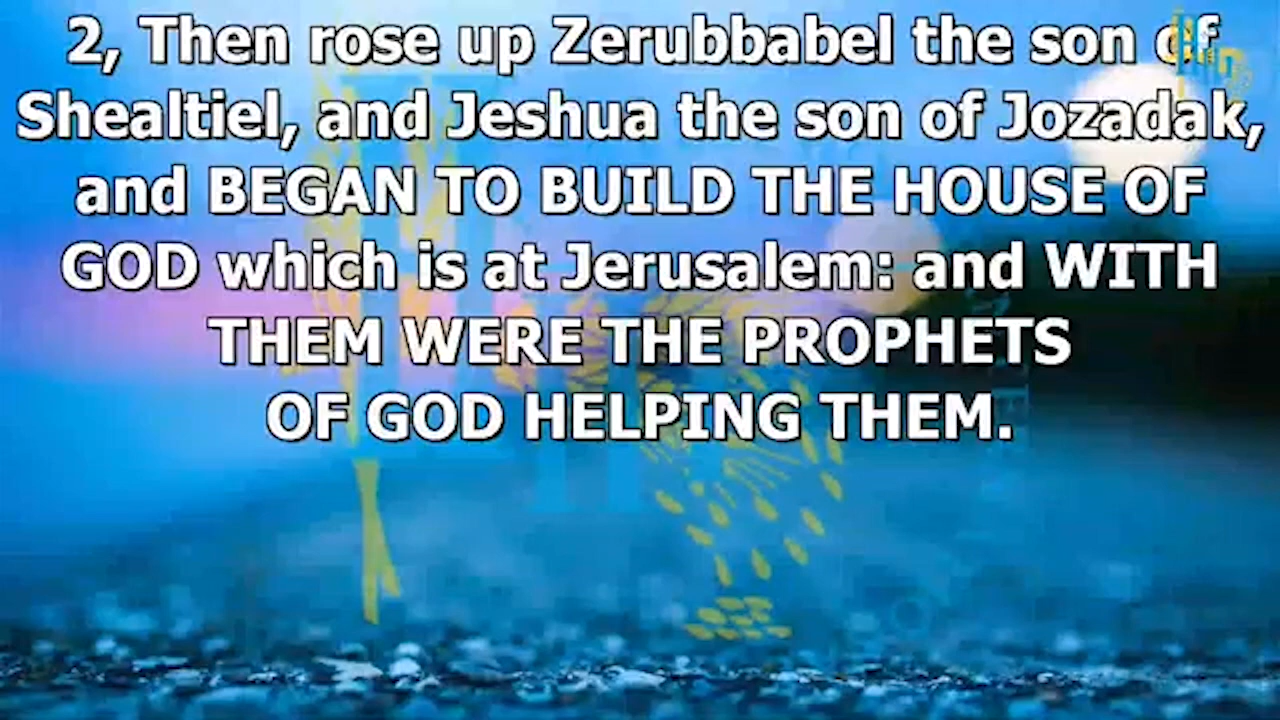 2, Then rose up Zerubbabel the son of
Shealtiel, and Jeshua the son of Jozadak,
and BEGAN TO BUILD THE HOUSE OF
GOD which is at Jerusalem: and WITH
THEM WERE THE PROPHETS
OF GOD HELPING THEM.